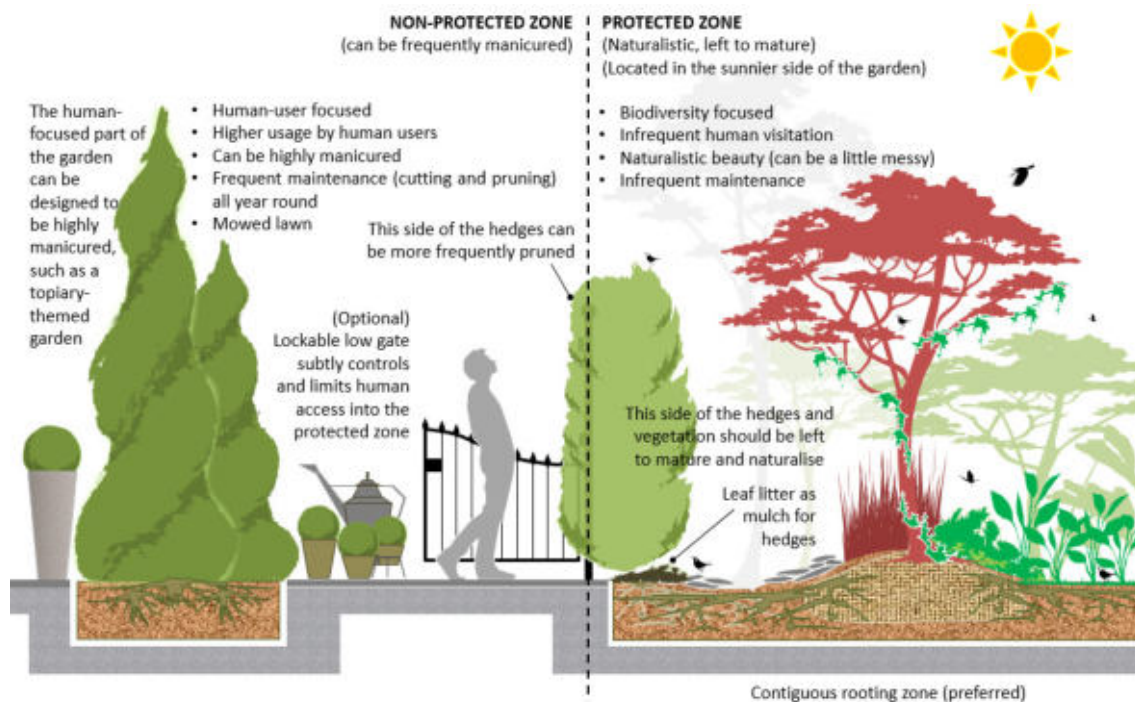 NON-PROTECTED ZONE
(can be frequently manicured)
PROTECTED ZONE
(Naturalistic, left to mature)
(Located in the sunnier side of the garden)
The human-
focused part of
the garden
can be
designed to
be highly
manicured,
such as a
topiary-
themed
garden
• Human-user focused
• Higher usage by human users
• Can be highly manicured
• Frequent maintenance (cutting and pruning)
all year round
• Mowed lawn
This side of the hedges can
be more frequently pruned
(Optional)
Lockable low gate
subtly controls
and limits human
access into the
protected zone
• Biodiversity focused
• Infrequent human visitation
• Naturalistic beauty (can be a little messy)
• Infrequent maintenance
This side of the hedges and
vegetation should be left
to mature and naturalise
Leaf litter as
mulch for
hedges
Contiguous rooting zone (preferred)